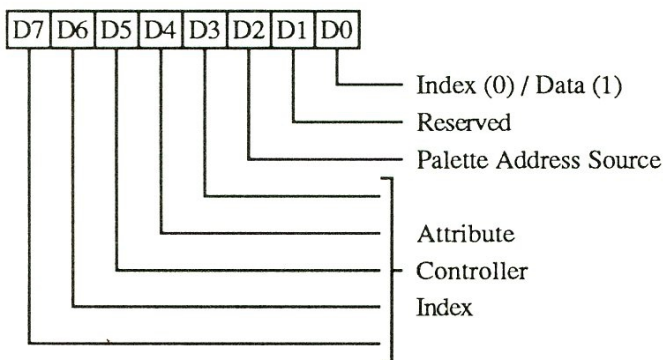 D7 D6 D5 D4 D3 D2 D1 D0
Index (0) / Data (1)
Reserved
Palette Address Source
Attribute
Controller
Index